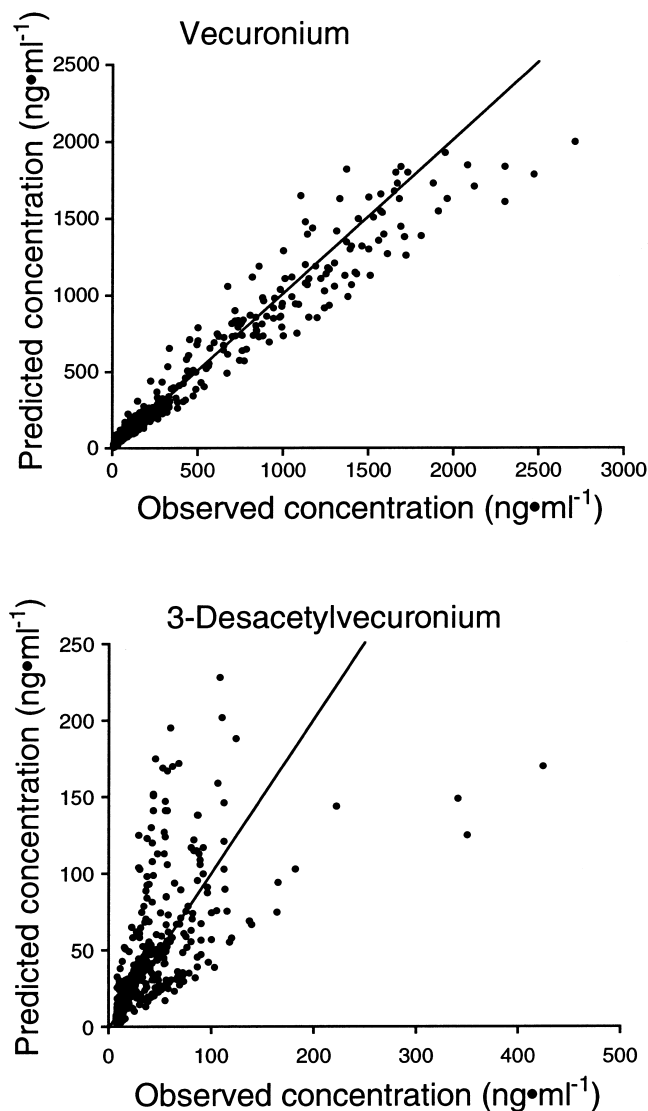 Vecuronium
Predicted concentration (ng•ml-1)
2500
2000
1500
1000
500
0
0 500 1000 1500 2000 2500 3000
Observed concentration (ng•ml-1)
3-Desacetylvecuronium
Predicted concentration (ng•ml-1)
250
200
150
100
50
0
0 100 200 300 400 500
Observed concentration (ng•ml-1)